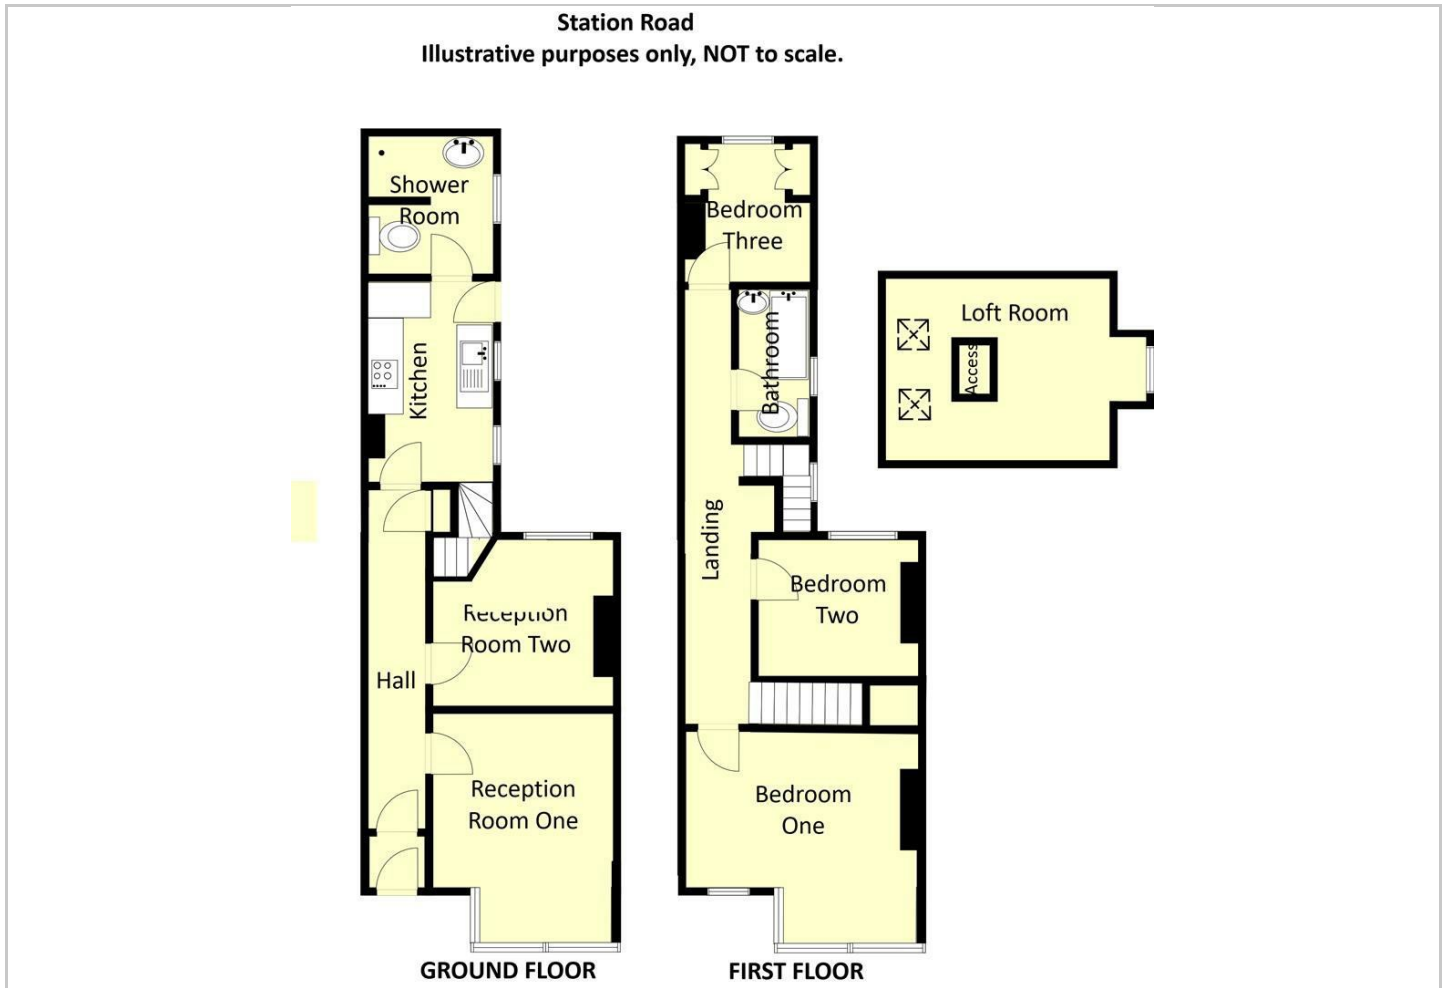 Station Road
Illustrative purposes only, NOT to scale.
Shower
Room
Kitchen
Hall
Reception
Room Two
Reception
Room One
GROUND FLOOR
Bedroom
Three
Bathroom
Landing
Bedroom
Two
Bedroom
One
FIRST FLOOR
Loft Room
Access